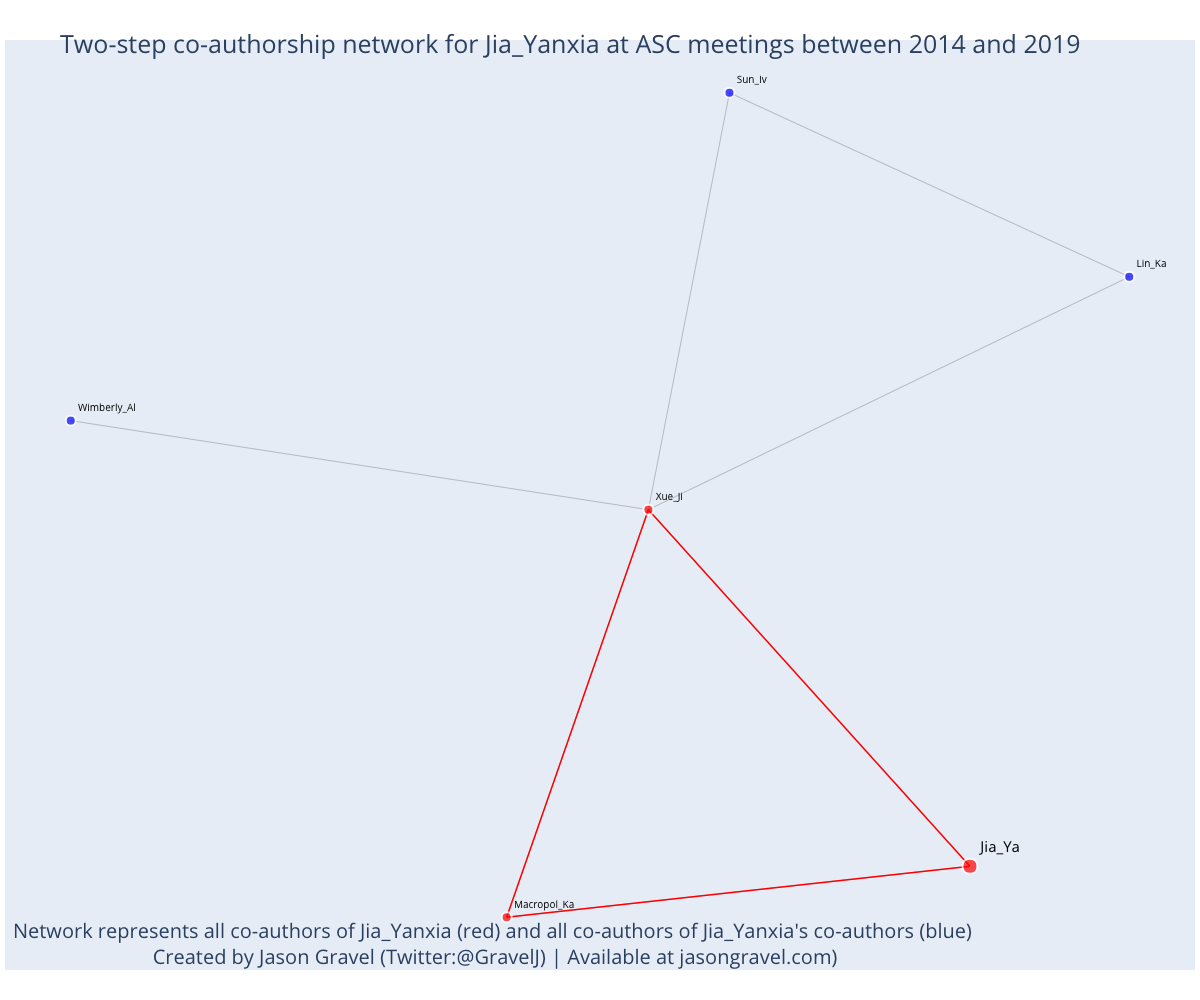 Two-step co-authorship network for Jia_Yanxia at ASC meetings between 2014 and 2019
Sun_Iv
Lin_Ka
Wimberly_Al
Xue_Ji
Jia_Ya
Macropol_Ka
Network represents all co-authors of Jia_Yanxia (red) and all co-authors of Jia_Yanxia's co-authors (blue)
Created by Jason Gravel (Twitter:@GravelJ) | Available at jasongravel.com)